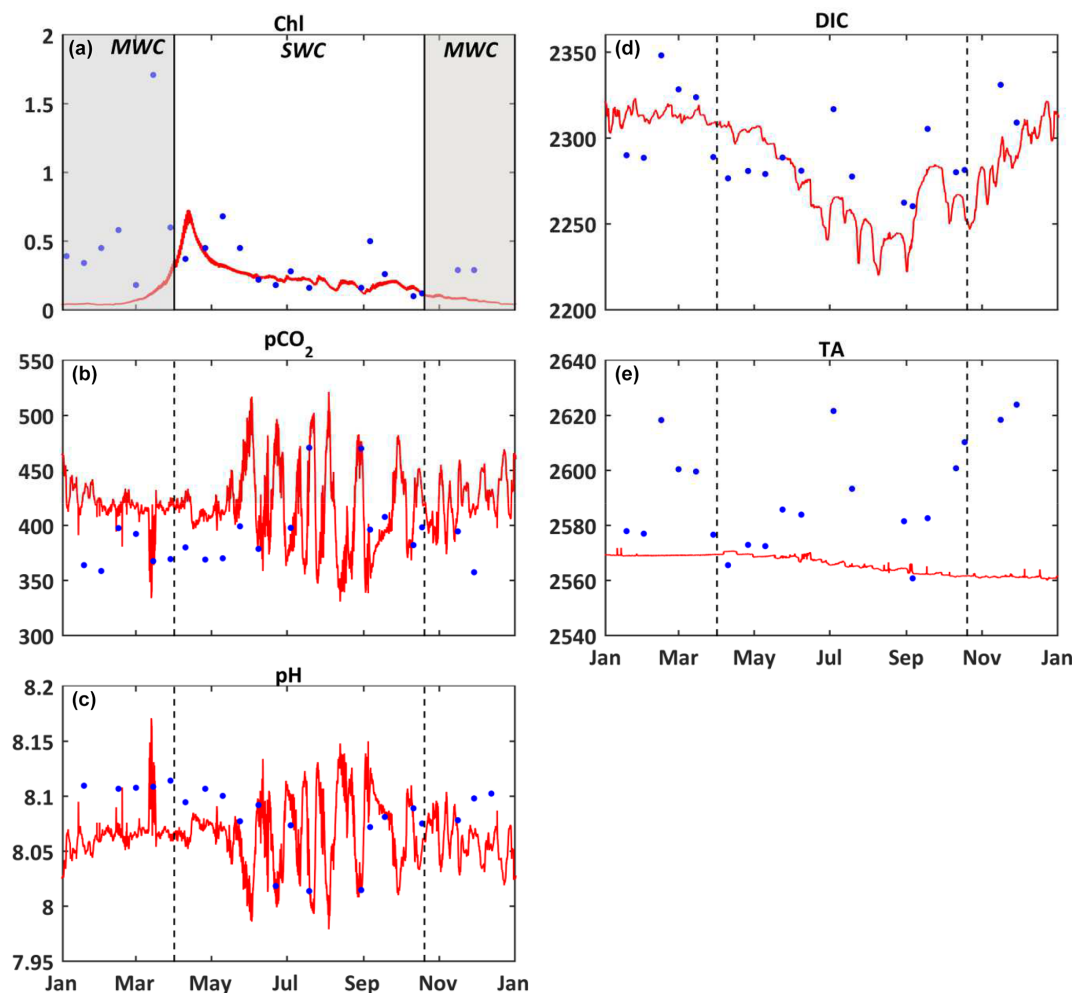 Chl
(a)
MWC
SWC
MWC
2
1.5
1
0.5
0
pCO₂
(b)
550
500
450
400
350
300
pH
(c)
8.2
8.15
8.1
8.05
8
7.95
Jan Mar May Jul Sep Nov Jan
DIC
(d)
2350
2300
2250
2200
TA
(e)
2640
2620
2600
2580
2560
2540
Jan Mar May Jul Sep Nov Jan